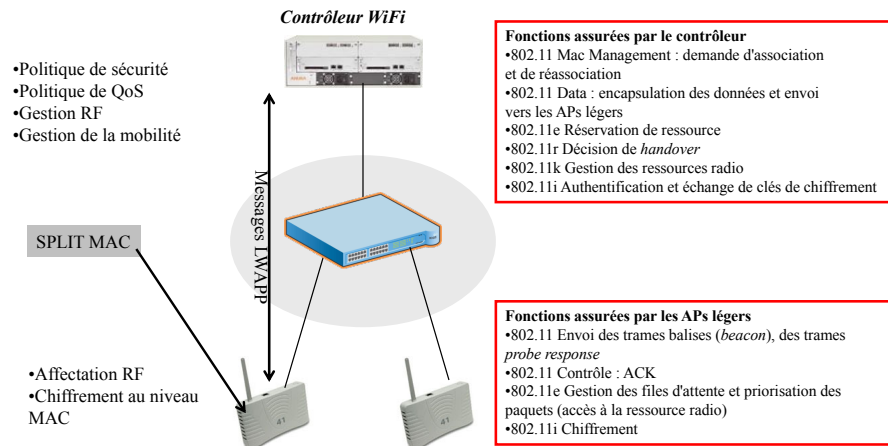 Contrôleur WiFi
•Politique de sécurité
•Politique de QoS
•Gestion RF
•Gestion de la mobilité
Fonctions assurées par le contrôleur
•802.11 Mac Management : demande d'association
et de réassociation
•802.11 Data : encapsulation des données et envoi
vers les APs légers
•802.11e Réservation de ressource
•802.11r Décision de handover
•802.11k Gestion des ressources radio
•802.11i Authentification et échange de clés de chiffrement
Messages LWAPP
SPLIT MAC
•Affectation RF
•Chiffrement au niveau
MAC
41
41
Fonctions assurées par les APs légers
•802.11 Envoi des trames balises (beacon), des trames
probe response
•802.11 Contrôle : ACK
•802.11e Gestion des files d'attente et priorisation des
paquets (accès à la ressource radio)
•802.11i Chiffrement